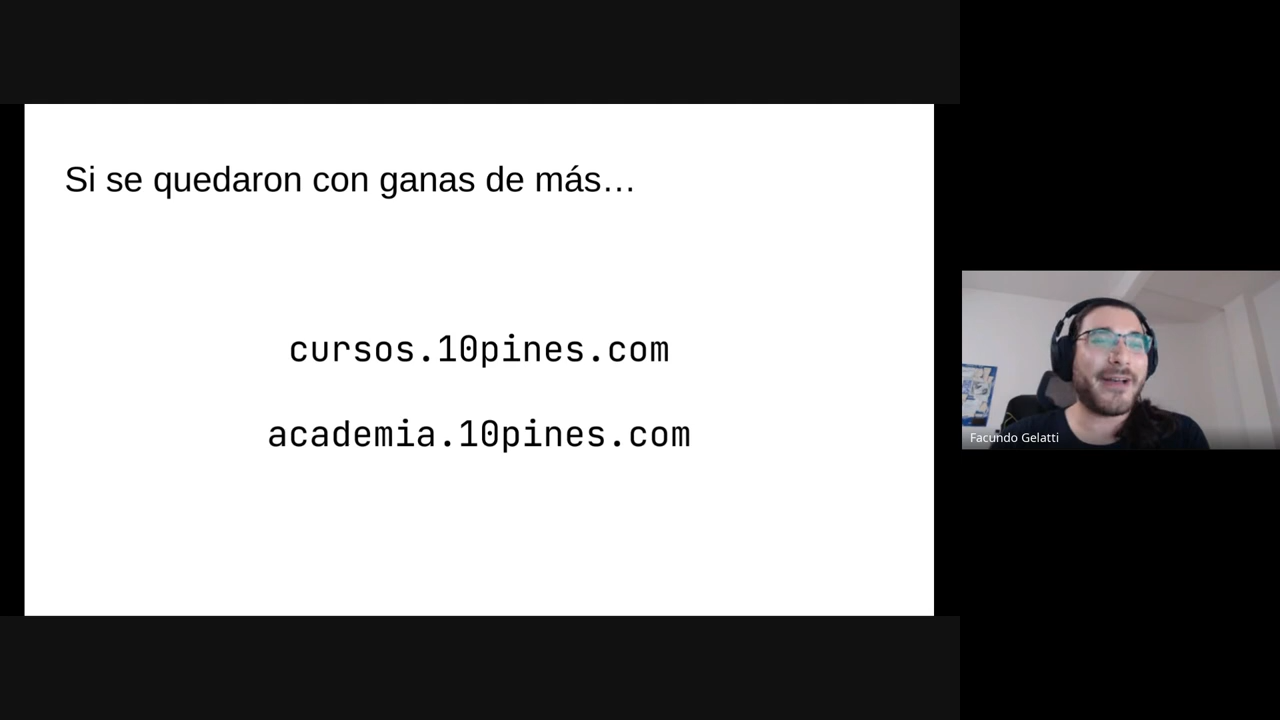 Si se quedaron con ganas de más…
cursos.10pines.com
academia.10pines.com
Facundo Gelatti